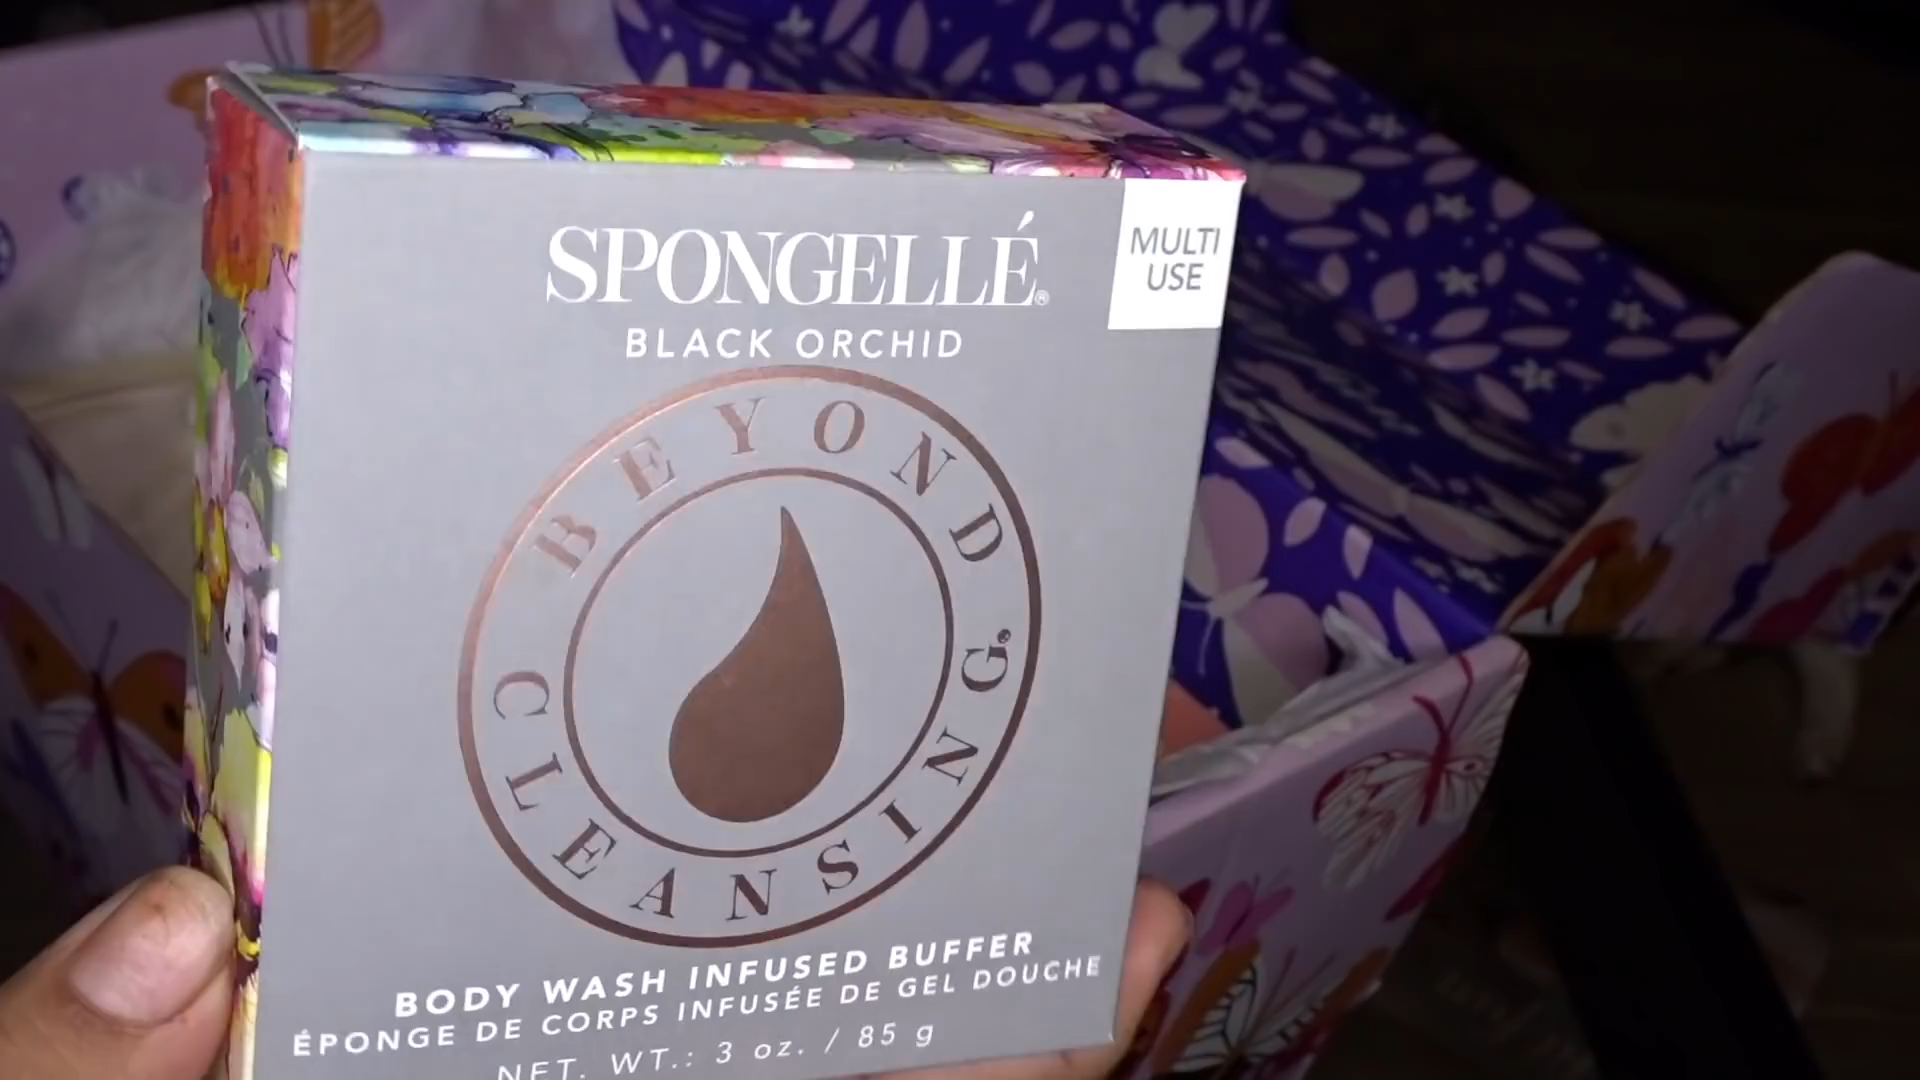 SPONGELLÉ®
BLACK ORCHID
MULTI
USE
BEYOND
CLEANSING®
BODY WASH INFUSED BUFFER
ÉPONGE DE CORPS INFUSÉE DE GEL DOUCHE
NET. WT.: 3 oz. / 85 g